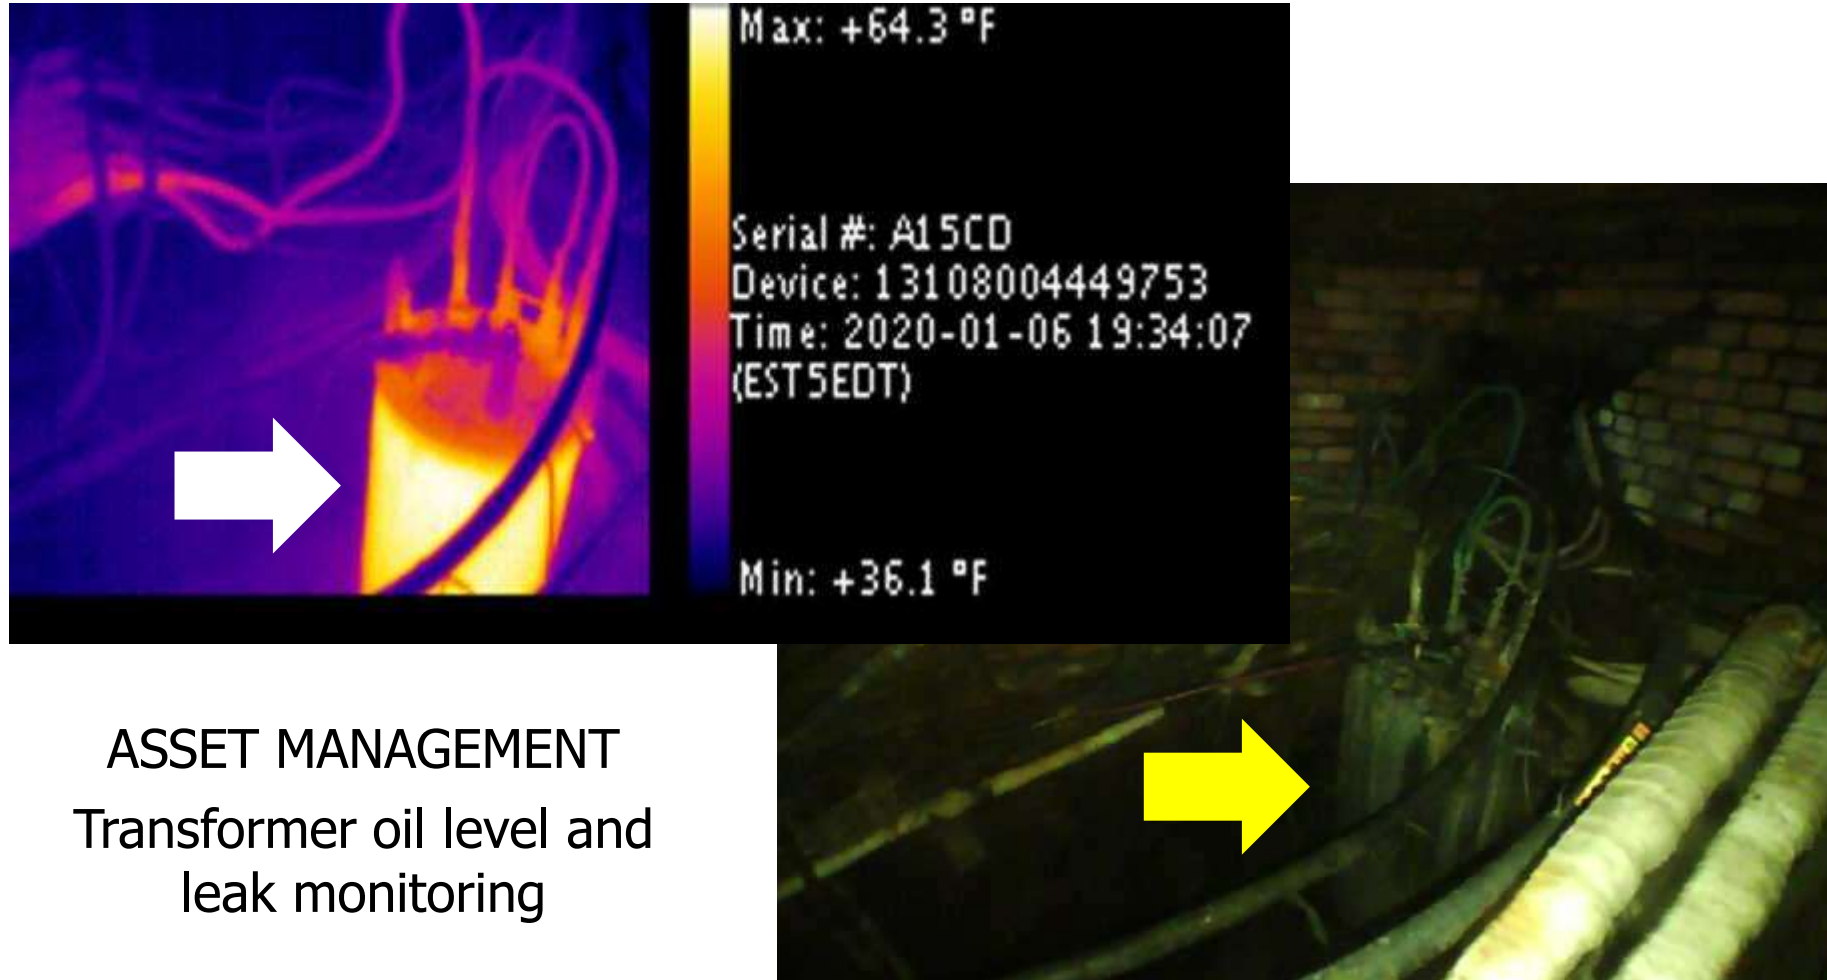 Max: +64.3 °F
Serial #: A15CD
Device: 13108004449753
Time: 2020-01-06 19:34:07
(EST5EDT)
Min: +36.1 °F
ASSET MANAGEMENT
Transformer oil level and
leak monitoring